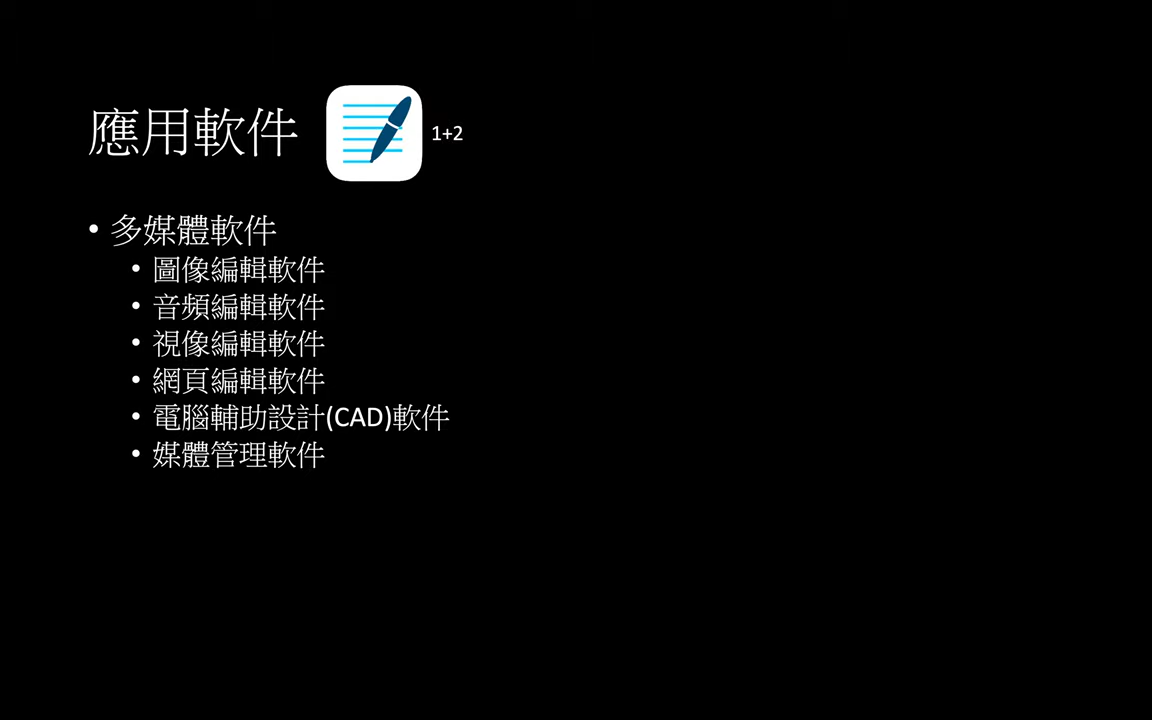 應用軟件 1+2
• 多媒體軟件
• 圖像編輯軟件
• 音頻編輯軟件
• 視像編輯軟件
• 網頁編輯軟件
• 電腦輔助設計(CAD)軟件
• 媒體管理軟件